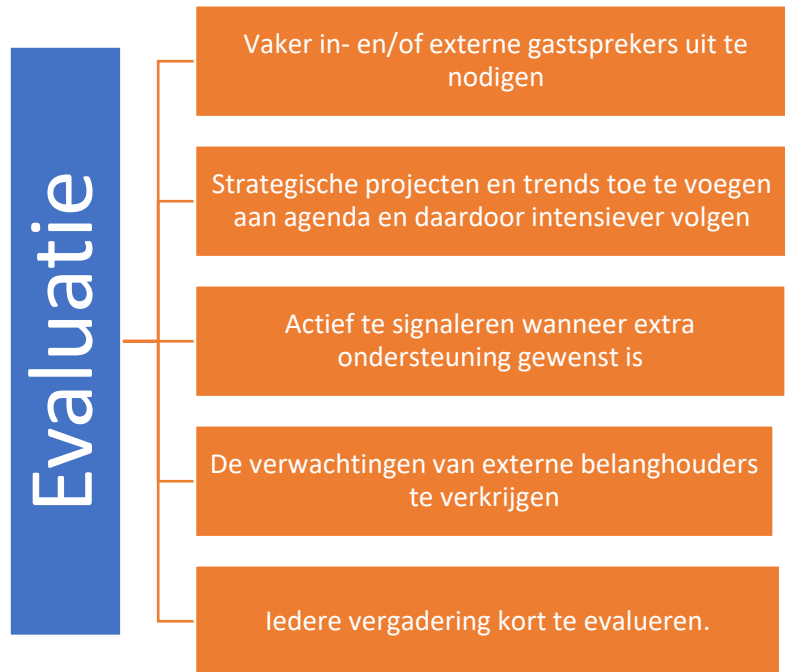 Evaluatie
Vaker in- en/of externe gastsprekers uit te
nodigen
Strategische projecten en trends toe te voegen
aan agenda en daardoor intensiever volgen
Actief te signaleren wanneer extra
ondersteuning gewenst is
De verwachtingen van externe belanghouders
te verkrijgen
Iedere vergadering kort te evalueren.